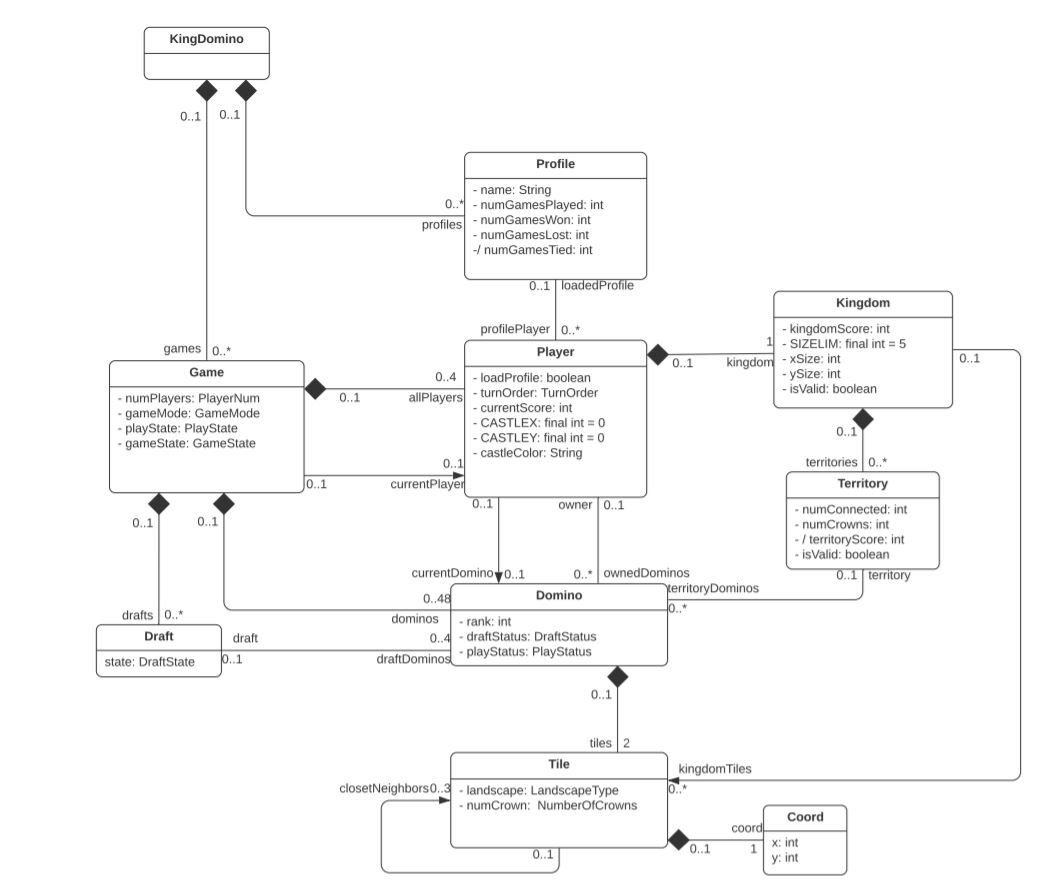 KingDomino
0..1
0..1
Profile
- name: String
- numGamesPlayed: int
- numGamesWon: int
- numGamesLost: int
-/ numGamesTied: int
0..*
profiles
0..1 loadedProfile
profilePlayer 0..*
games 0..*
Game
- numPlayers: PlayerNum
- gameMode: GameMode
- playState: PlayState
- gameState: GameState
0..1
0..4
allPlayers
0..1
0..1
currentPlayer
Player
- loadProfile: boolean
- turnOrder: TurnOrder
- currentScore: int
- CASTLEX: final int = 0
- CASTLEY: final int = 0
- castleColor: String
0..1
1
kingdom
Kingdom
- kingdomScore: int
- SIZELIM: final int = 5
- xSize: int
- ySize: int
- isValid: boolean
0..1
0..1
territories 0..*
Territory
- numConnected: int
- numCrowns: int
- / territoryScore: int
- isValid: boolean
0..1 territory
0..1
0..1
0..1
owner 0..1
currentDomino 0..1
0..* ownedDominos
territoryDominos
0..*
0..48
dominos
drafts 0..*
Draft
state: DraftState
draft
0..1
0..4
draftDominos
Domino
- rank: int
- draftStatus: DraftStatus
- playStatus: PlayStatus
0..1
tiles 2
Tile
- landscape: LandscapeType
- numCrown: NumberOfCrowns
closetNeighbors 0..3
0..1
kingdomTiles
0..*
0..1
coord
1
Coord
x: int
y: int